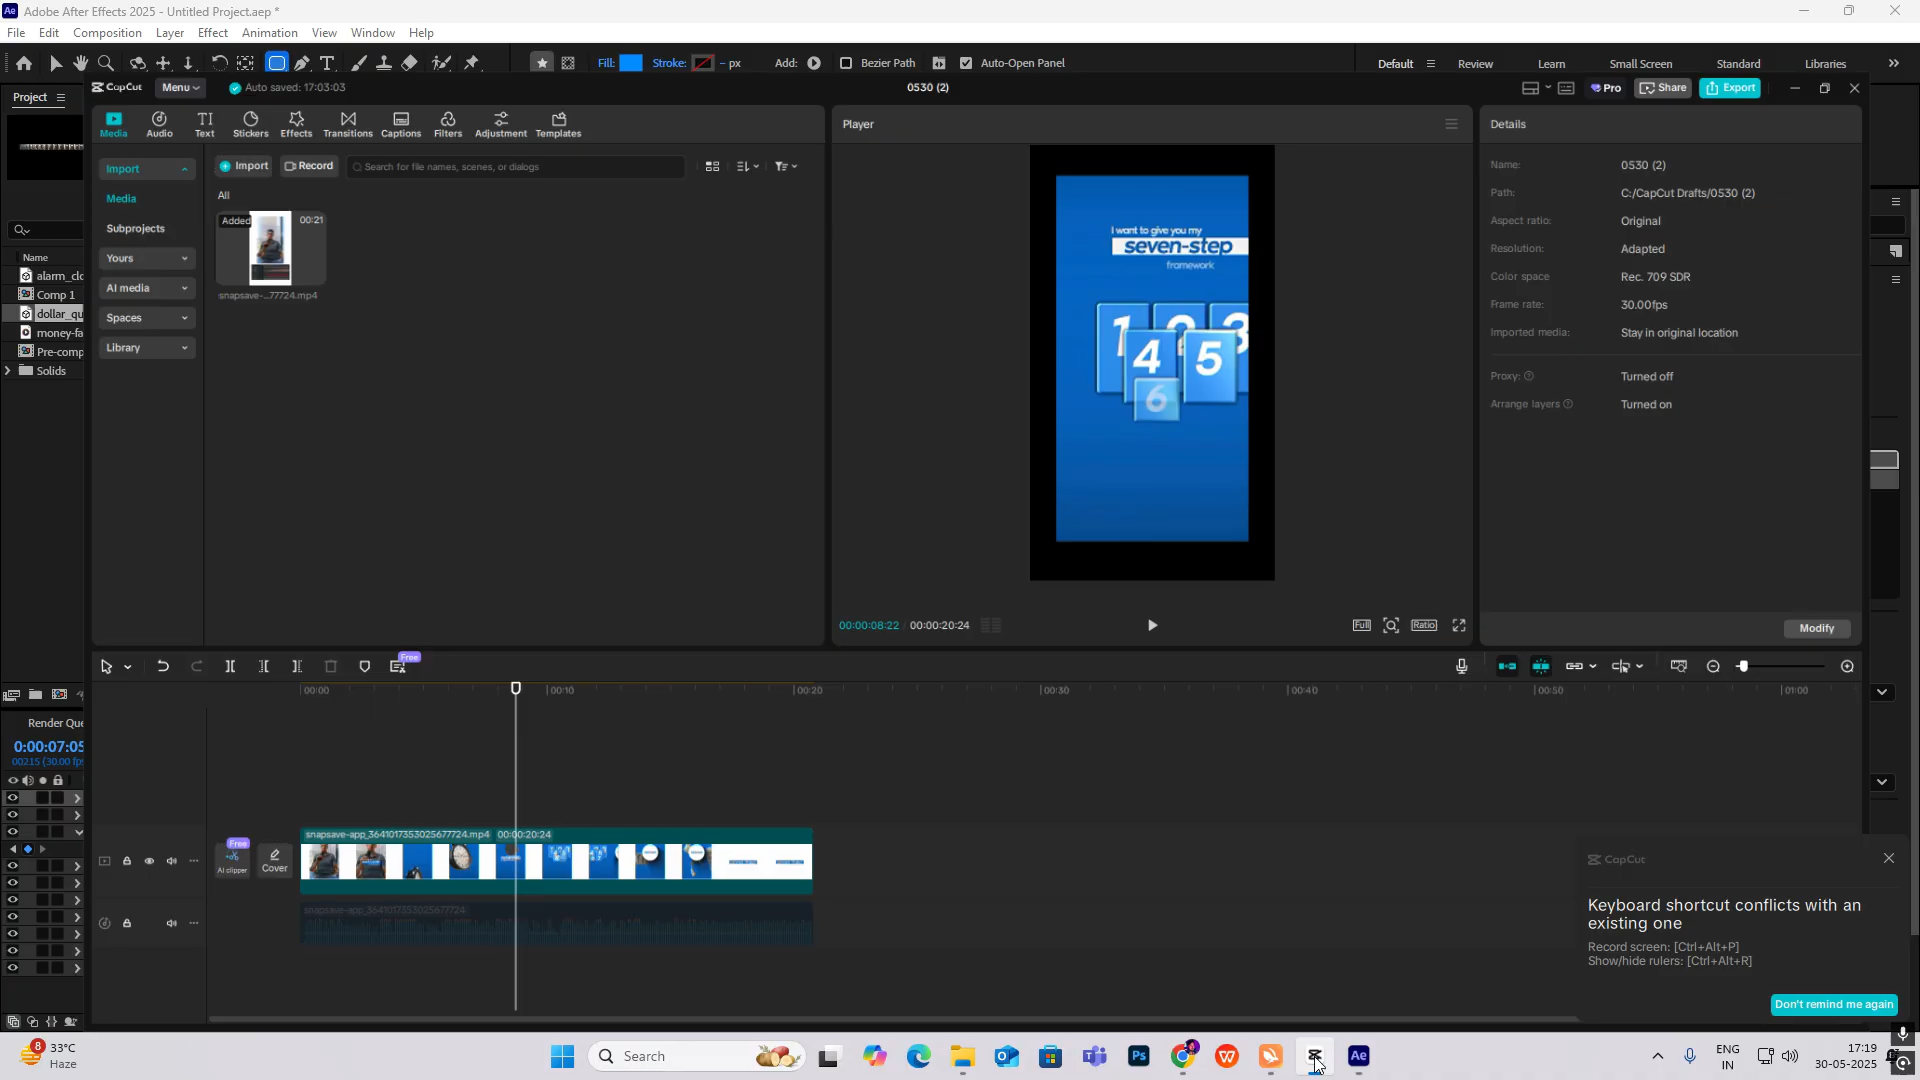 Ae Adobe After Effects 2025 - Untitled Project.aep *
File Edit Composition Layer Effect Animation View Window Help
Fill: Stroke: - px Add: Bezier Path Auto-Open Panel Default Review Learn Small Screen Standard Libraries
Project
CapCut Menu Auto saved: 17:03:03 0530 (2) Pro Share Export
Media Audio Text Stickers Effects Transitions Captions Filters Adjustment Templates
Player
Details
Import
Media
Subprojects
Yours
AI media
Spaces
Library
Import Record Search for file names, scenes, or dialogs
All
Added 00:21
snapsave-...77724.mp4
I want to give you my
seven-step
framework
1 2 3
4 5
6
00:00:08:22 / 00:00:20:24 Full Ratio
Name: 0530 (2)
Path: C:/CapCut Drafts/0530 (2)
Aspect ratio: Original
Resolution: Adapted
Color space Rec. 709 SDR
Frame rate: 30.00fps
Imported media: Stay in original location
Proxy: Turned off
Arrange layers Turned on
Modify
Name
alarm_clo
Comp 1
dollar_qu
money-fa
Pre-comp
Solids
Render Que
0:00:07:05
00215 (30.00 fps
Free
00:00 00:10 00:20 00:30 00:40 00:50 01:00
Free
AI clipper
Cover
snapsave-app_3641017353025677724.mp4 00:00:20:24
snapsave-app_3641017353025677724
CapCut
Keyboard shortcut conflicts with an
existing one
Record screen: [Ctrl+Alt+P]
Show/hide rulers: [Ctrl+Alt+R]
Don't remind me again
8
33°C
Haze
Search
Ps
Ae
ENG
IN
17:19
30-05-2025